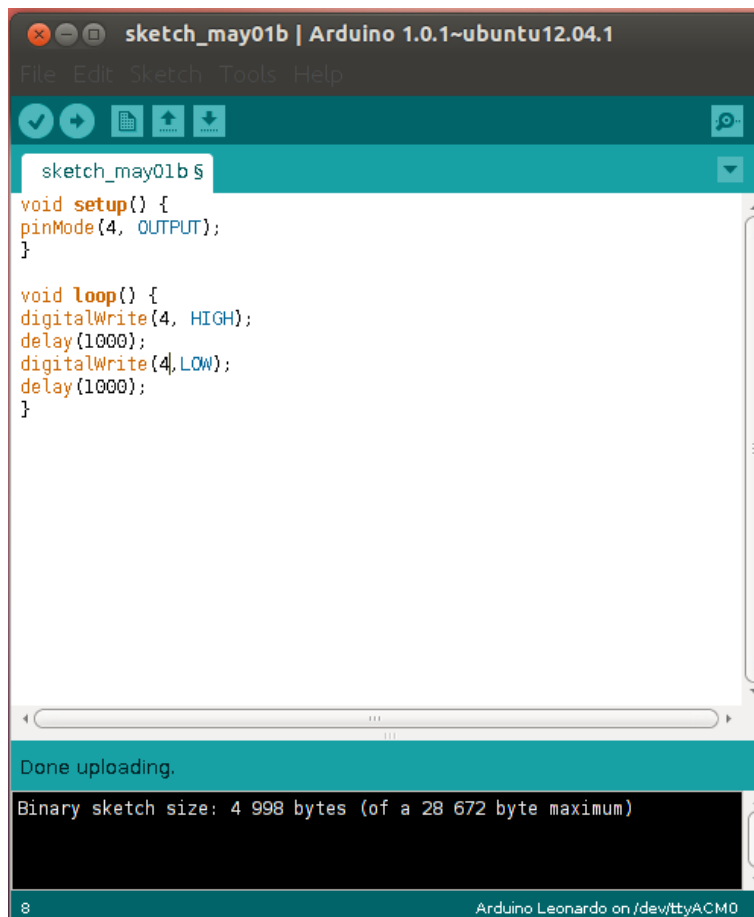 sketch_may01b | Arduino 1.0.1~ubuntu12.04.1
File Edit Sketch Tools Help
sketch_may01b §
void setup() {
pinMode(4, OUTPUT);
}
void loop() {
digitalWrite(4, HIGH);
delay(1000);
digitalWrite(4,LOW);
delay(1000);
}
Done uploading.
Binary sketch size: 4 998 bytes (of a 28 672 byte maximum)
8 Arduino Leonardo on /dev/ttyACM0